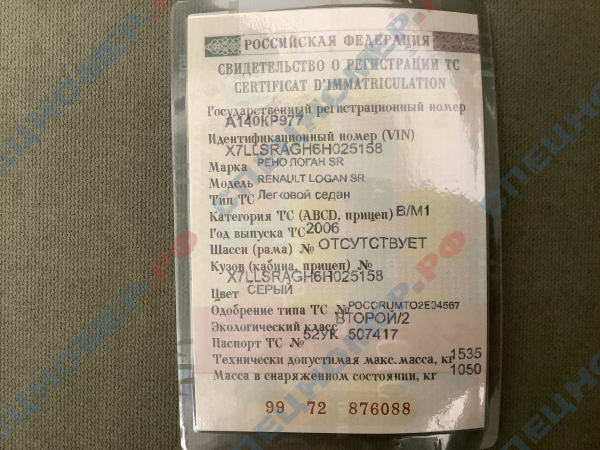 РОССИЙСКАЯ ФЕДЕРАЦИЯ
СВИДЕТЕЛЬСТВО О РЕГИСТРАЦИИ ТС
CERTIFICAT D'IMMATRICULATION
Государственный регистрационный номер
А140КР977
Идентификационный номер (VIN)
X7LLSRAGH6H025158
Марка РЕНО ЛОГАН SR
Модель RENAULT LOGAN SR
Тип ТС Легковой седан
Категория ТС (ABCD, прицеп) B/M1
Год выпуска ТС 2006
Шасси (рама) № ОТСУТСТВУЕТ
Кузов (кабина, прицеп) №
X7LLSRAGH6H025158
Цвет СЕРЫЙ
Одобрение типа ТС № РОССRUMT02E04567
Экологический класс ВТОРОЙ/2
Паспорт ТС № 52УК 507417
Технически допустимая макс. масса, кг 1535
Масса в снаряженном состоянии, кг 1050
99 72 876088
СПЕЦНОМЕР.РФ